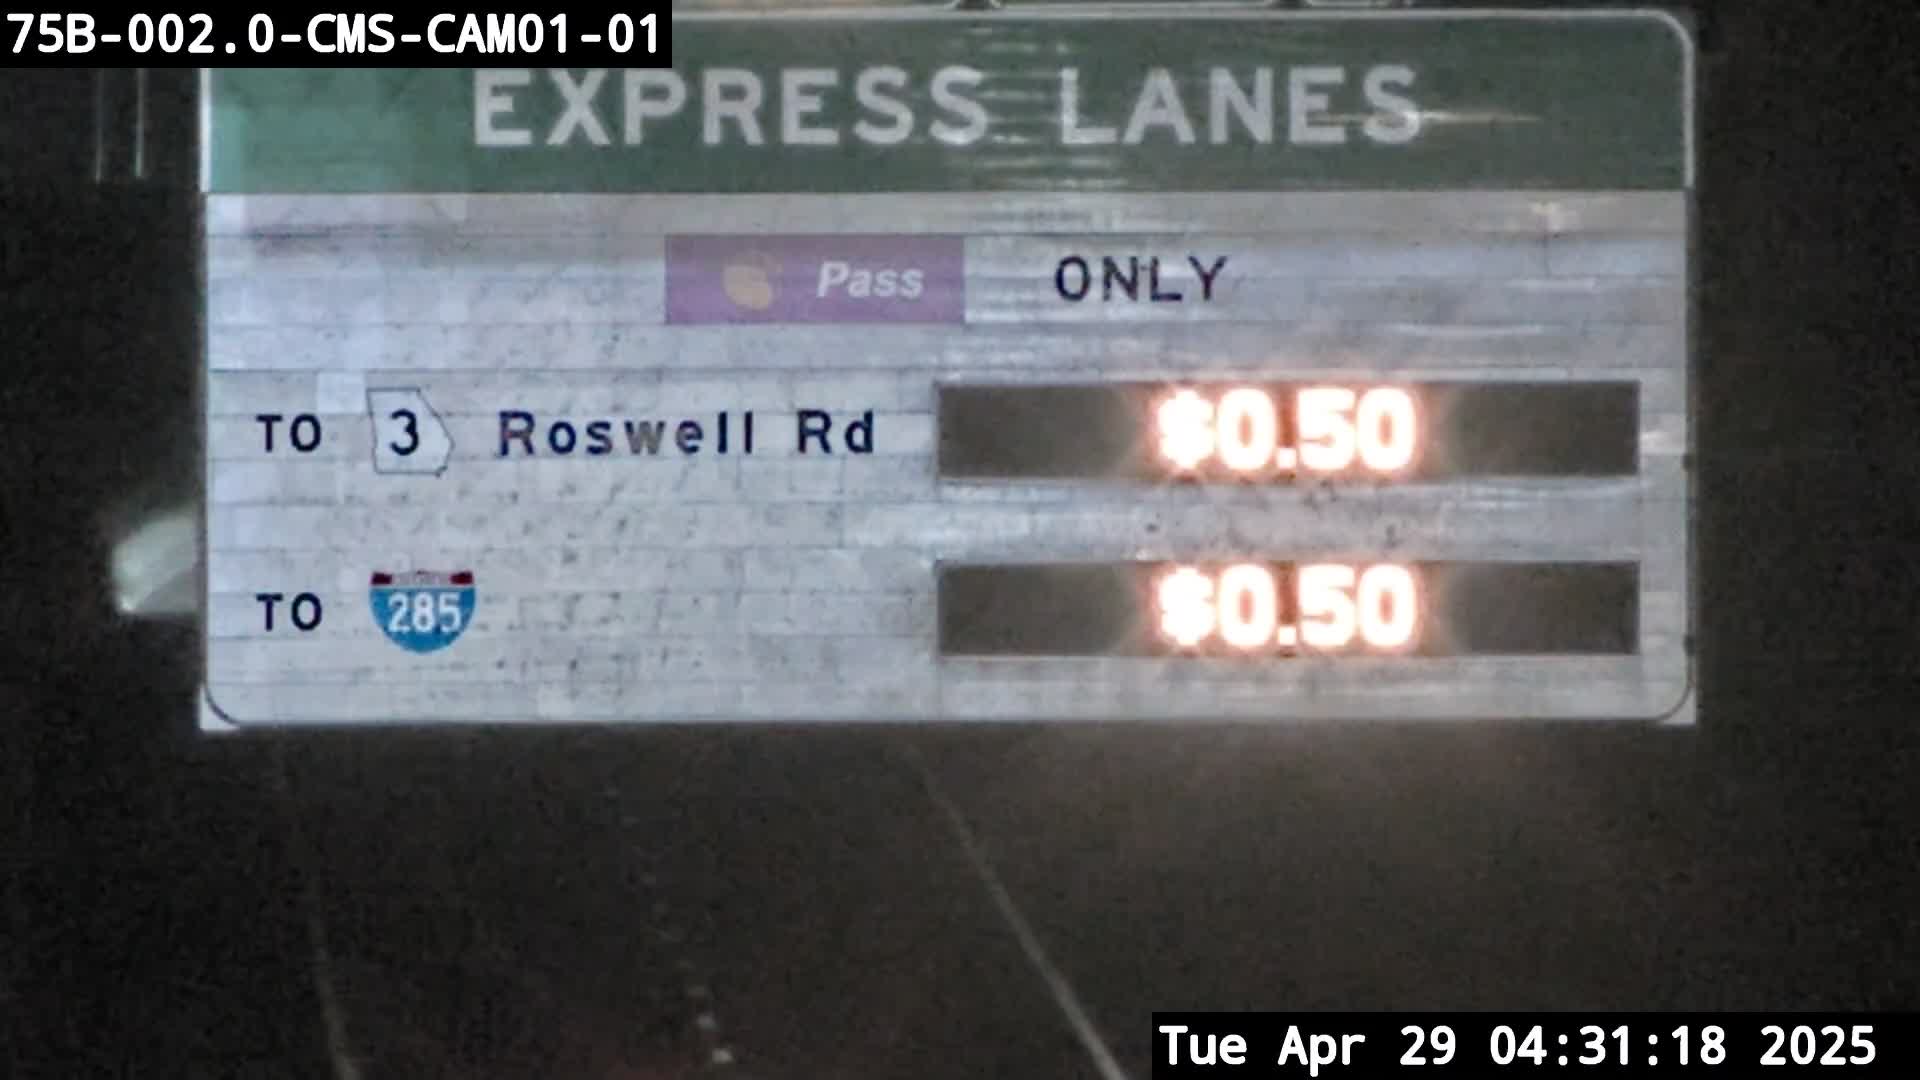 75B-002.0-CMS-CAM01-01
EXPRESS LANES
Pass ONLY
TO 3 Roswell Rd $0.50
TO 285 $0.50
Tue Apr 29 04:31:18 2025